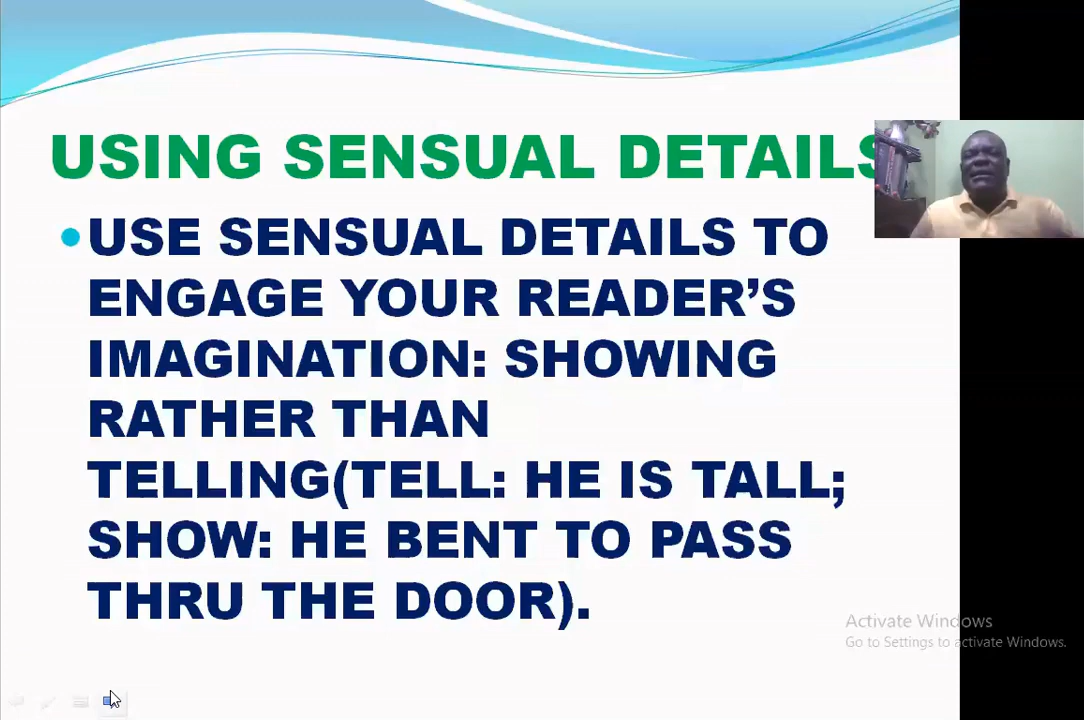 USING SENSUAL DETAILS
USE SENSUAL DETAILS TO
ENGAGE YOUR READER’S
IMAGINATION: SHOWING
RATHER THAN
TELLING(TELL: HE IS TALL;
SHOW: HE BENT TO PASS
THRU THE DOOR).
Activate Windows
Go to Settings to activate Windows.